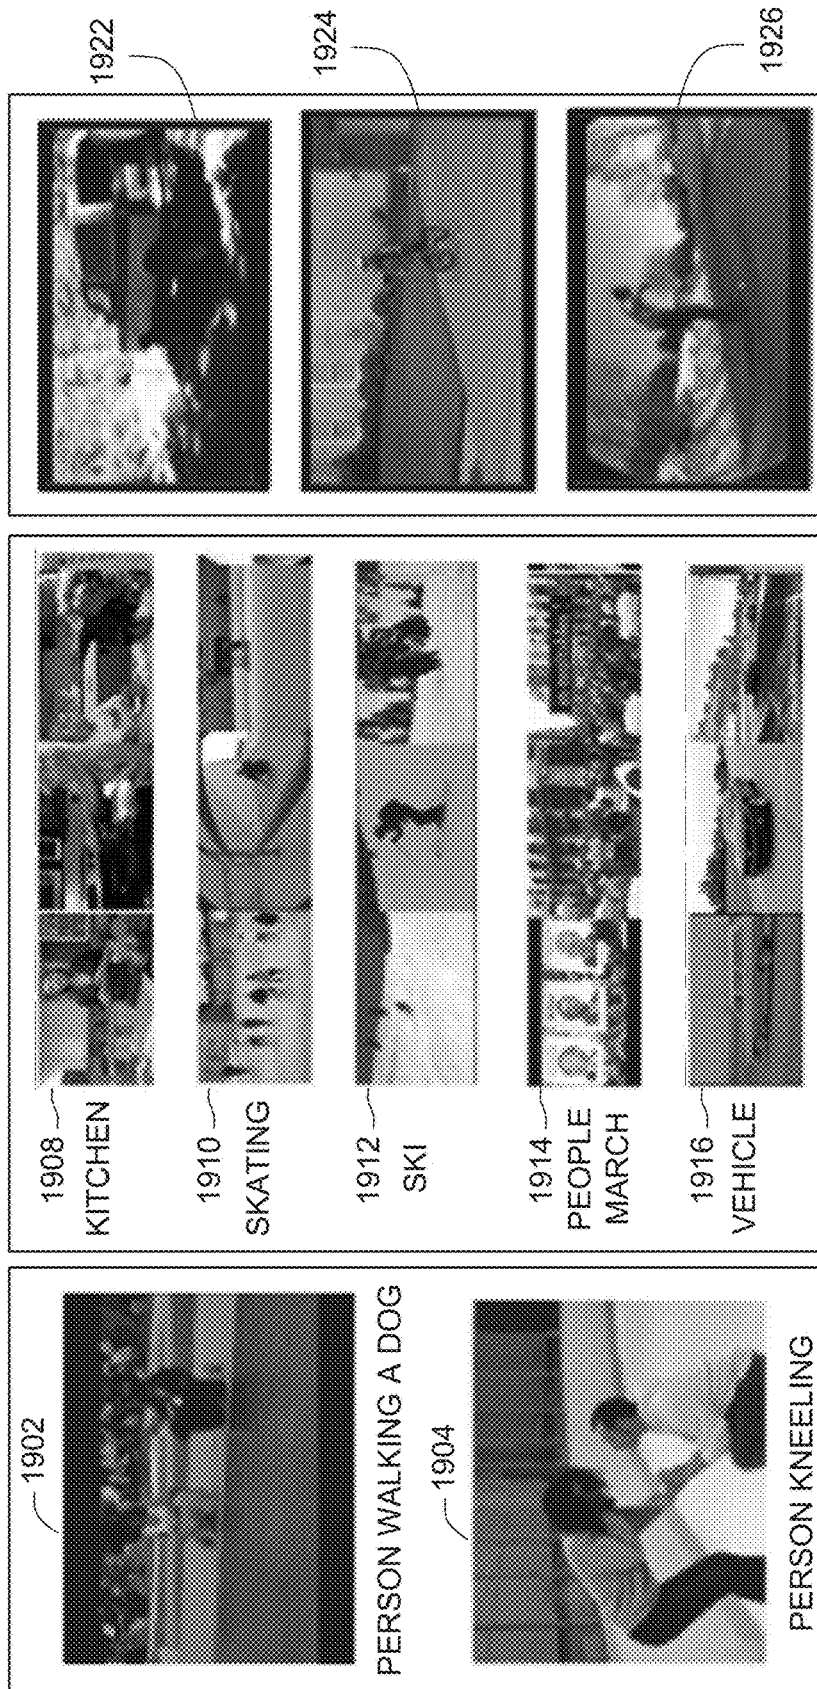 1902
PERSON WALKING A DOG
1904
PERSON KNEELING
1908
KITCHEN
1910
SKATING
1912
SKI
1914
PEOPLE
MARCH
1916
VEHICLE
1922
1924
1926